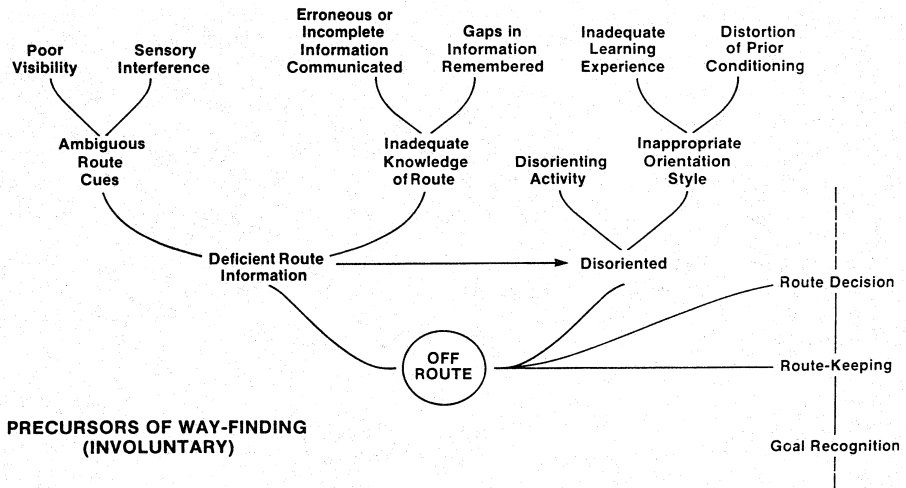 Poor
Visibility
Sensory
Interference
Erroneous or
Incomplete
Information
Communicated
Gaps in
Information
Remembered
Inadequate
Learning
Experience
Distortion
of Prior
Conditioning
Ambiguous
Route
Cues
Inadequate
Knowledge
of Route
Disorienting
Activity
Inappropriate
Orientation
Style
Deficient Route
Information
Disoriented
Route Decision
OFF
ROUTE
Route-Keeping
PRECURSORS OF WAY-FINDING
(INVOLUNTARY)
Goal Recognition